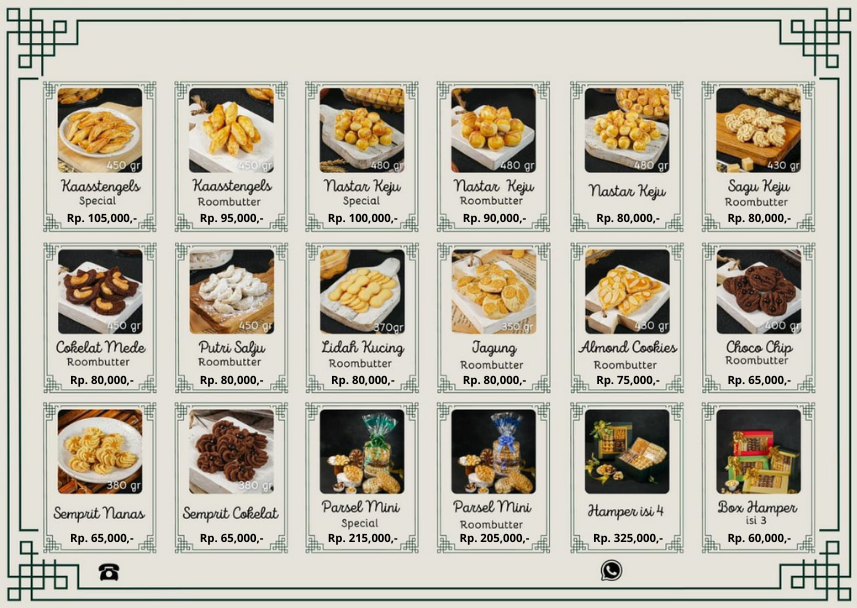 450 gr
Kaasstengels
Special
Rp. 105,000,-
450 gr
Kaasstengels
Roombutter
Rp. 95,000,-
480 gr
Nastar Keju
Special
Rp. 100,000,-
480 gr
Nastar Keju
Roombutter
Rp. 90,000,-
480 gr
Nastar Keju
Rp. 80,000,-
430 gr
Sagu Keju
Roombutter
Rp. 80,000,-
450 gr
Cokelat Mede
Roombutter
Rp. 80,000,-
450 gr
Putri Salju
Roombutter
Rp. 80,000,-
370gr
Lidah Kucing
Roombutter
Rp. 80,000,-
350 gr
Jagung
Roombutter
Rp. 80,000,-
430 gr
Almond Cookies
Roombutter
Rp. 75,000,-
400 gr
Choco Chip
Roombutter
Rp. 65,000,-
380 gr
Semprit Nanas
Rp. 65,000,-
380 gr
Semprit Cokelat
Rp. 65,000,-
Parsel Mini
Special
Rp. 215,000,-
Parsel Mini
Roombutter
Rp. 205,000,-
Hamper isi 4
Rp. 325,000,-
Box Hamper
isi 3
Rp. 60,000,-